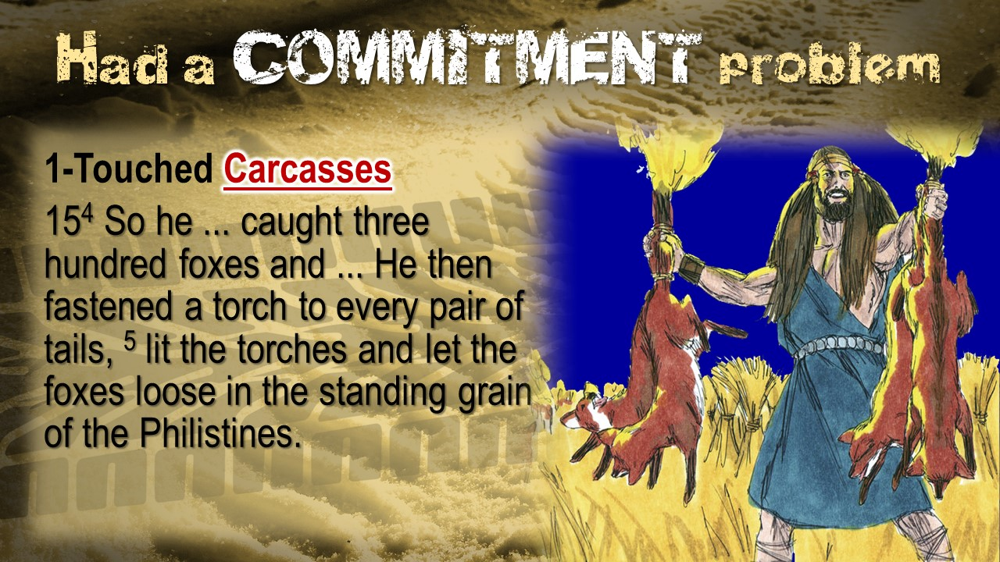 Had a COMMITMENT problem
1-Touched Carcasses
15⁴ So he ... caught three
hundred foxes and ... He then
fastened a torch to every pair of
tails, ⁵ lit the torches and let the
foxes loose in the standing grain
of the Philistines.